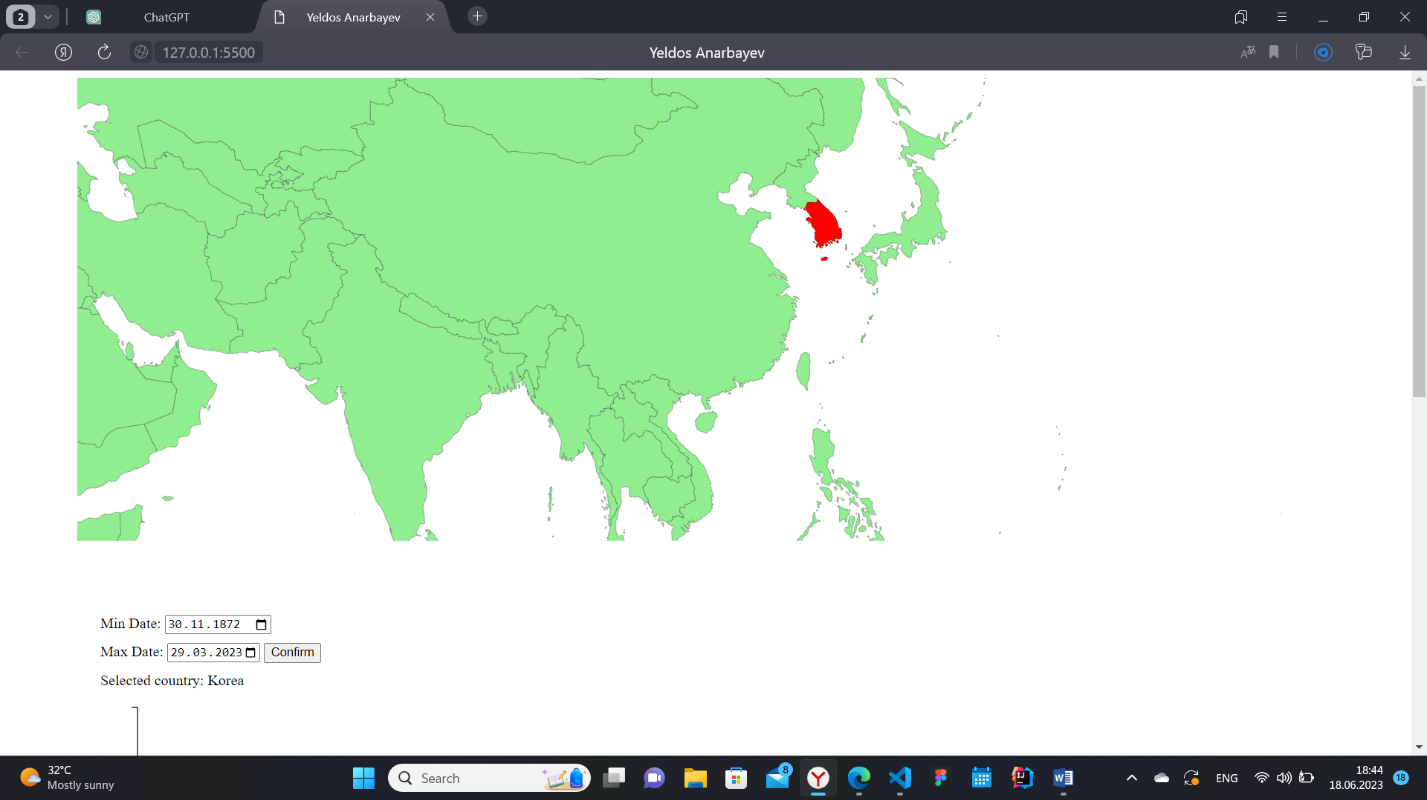 2
ChatGPT
Yeldos Anarbayev
127.0.0.1:5500
Yeldos Anarbayev
Min Date: 30.11.1872
Max Date: 29.03.2023 Confirm
Selected country: Korea
32°C
Mostly sunny
Search
8
ENG
18:44
18.06.2023
18